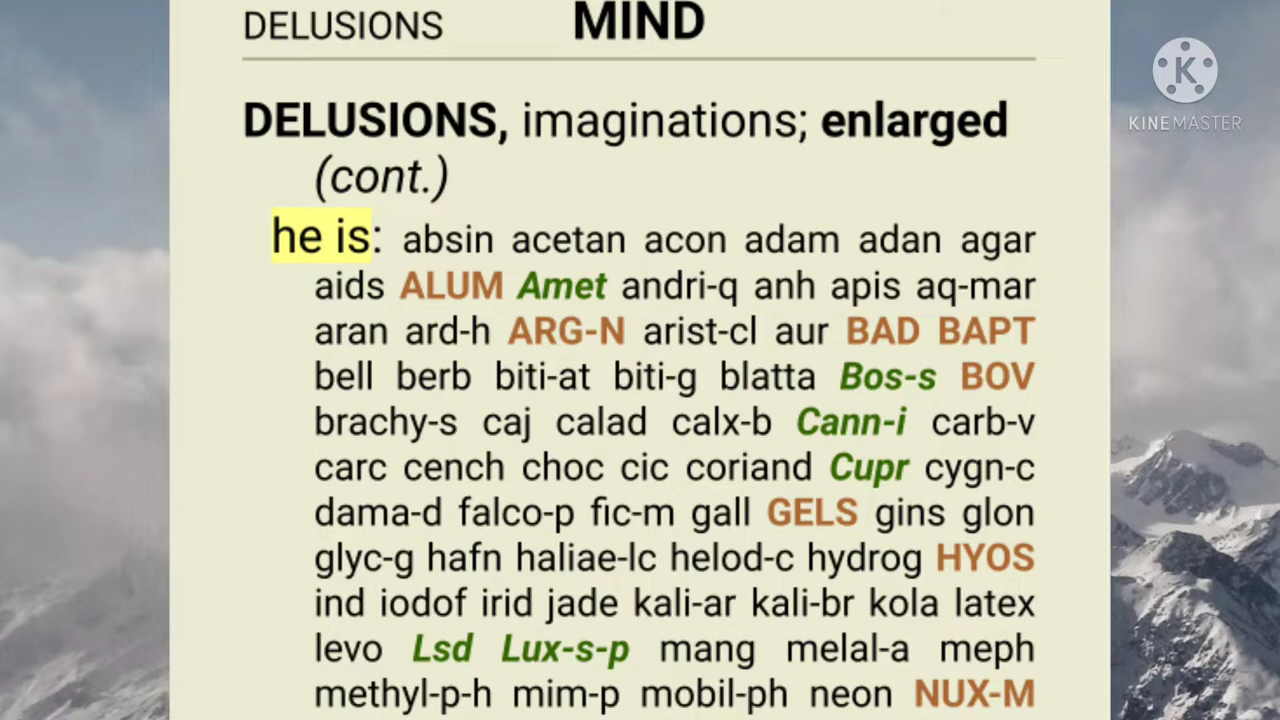 DELUSIONS MIND
DELUSIONS, imaginations; enlarged
(cont.)
he is: absin acetan acon adam adan agar
aids ALUM Amet andri-q anh apis aq-mar
aran ard-h ARG-N arist-cl aur BAD BAPT
bell berb biti-at biti-g blatta Bos-s BOV
brachy-s caj calad calx-b Cann-i carb-v
carc cench choc cic coriand Cupr cygn-c
dama-d falco-p fic-m gall GELS gins glon
glyc-g hafn haliae-lc helod-c hydrog HYOS
ind iodof irid jade kali-ar kali-br kola latex
levo Lsd Lux-s-p mang melal-a meph
methyl-p-h mim-p mobil-ph neon NUX-M
K
KINEMASTER